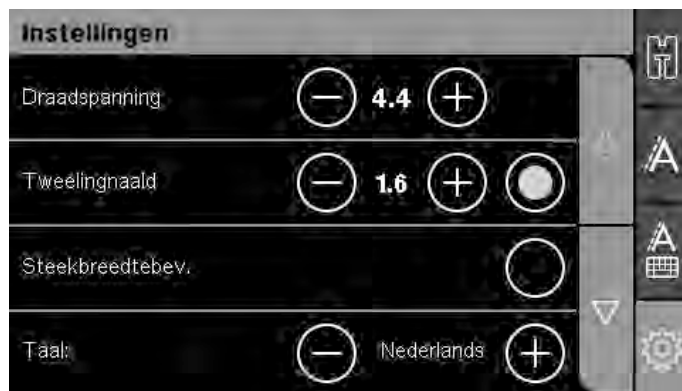 Instellingen
Draadspanning 4.4
Tweelingnaald 1.6
Steekbreedtebev.
Taal: Nederlands